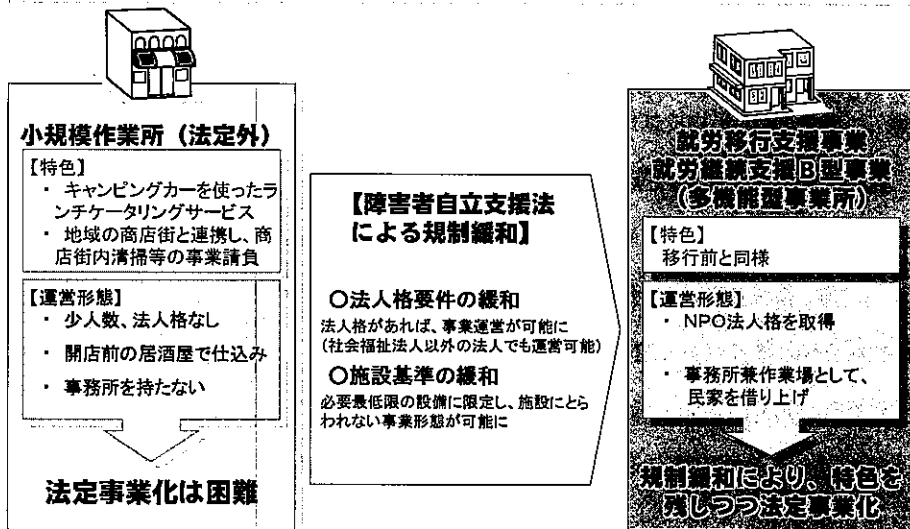 小規模作業所（法定外）
【特色】
・ キャンピングカーを使ったラ
ンチケータリングサービス
・ 地域の商店街と連携し、商
店街内清掃等の事業請負
【運営形態】
・ 少人数、法人格なし
・ 開店前の居酒屋で仕込み
・ 事務所を持たない
法定事業化は困難
【障害者自立支援法
による規制緩和】
○法人格要件の緩和
法人格があれば、事業運営が可能に
（社会福祉法人以外の法人でも運営可能）
○施設基準の緩和
必要最低限の設備に限定し、施設にとら
われない事業形態が可能に
就労移行支援事業
就労継続支援B型事業
（多機能型事業所）
【特色】
移行前と同様
【運営形態】
・ NPO法人格を取得
・ 事務所兼作業場として、
民家を借り上げ
規制緩和により、特色を
残しつつ法定事業化